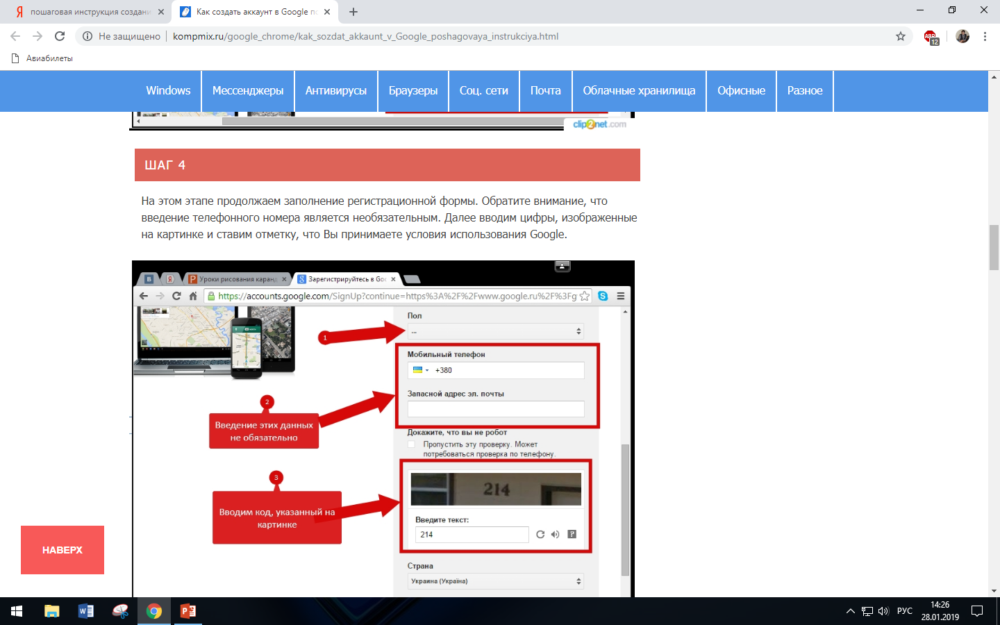 пошаговая инструкция создани
Как создать аккаунт в Google по
Не защищено
kompmix.ru/google_chrome/kak_sozdat_akkaunt_v_Google_poshagovaya_instrukciya.html
ABP
12
Авиабилеты
Windows
Мессенджеры
Антивирусы
Браузеры
Соц. сети
Почта
Облачные хранилища
Офисные
Разное
clip2net.com
ШАГ 4
На этом этапе продолжаем заполнение регистрационной формы. Обратите внимание, что
введение телефонного номера является необязательным. Далее вводим цифры, изображенные
на картинке и ставим отметку, что Вы принимаете условия использования Google.
Уроки рисования каранд
Зарегистрируйтесь в Goo
https://accounts.google.com/SignUp?continue=https%3A%2F%2Fwww.google.ru%2F%3Fg
Пол
...
1
Мобильный телефон
+380
Запасной адрес эл. почты
2
Введение этих данных
не обязательно
Докажите, что вы не робот
Пропустить эту проверку. Может
потребоваться проверка по телефону.
214
3
Вводим код, указанный на
картинке
Введите текст:
214
Страна
Украина (Україна)
НАВЕРХ
РУС
14:26
28.01.2019